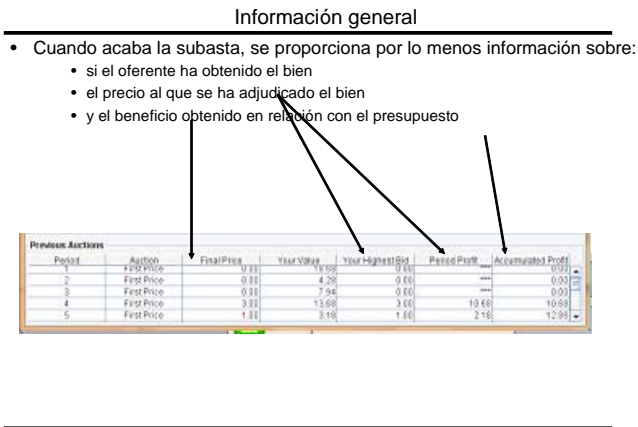 Información general
• Cuando acaba la subasta, se proporciona por lo menos información sobre:
• si el oferente ha obtenido el bien
• el precio al que se ha adjudicado el bien
• y el beneficio obtenido en relación con el presupuesto
Previous Auctions
Period Auction Final Price Your Value Your Highest Bid Period Profit Accumulated Profit
1 First Price 0.00 0.00 *** 0.00
2 First Price 0.00 4.28 0.00 *** 0.00
3 First Price 0.00 7.94 0.00 *** 0.00
4 First Price 3.00 13.68 3.00 10.68 10.68
5 First Price 1.00 3.18 1.00 2.18 12.86